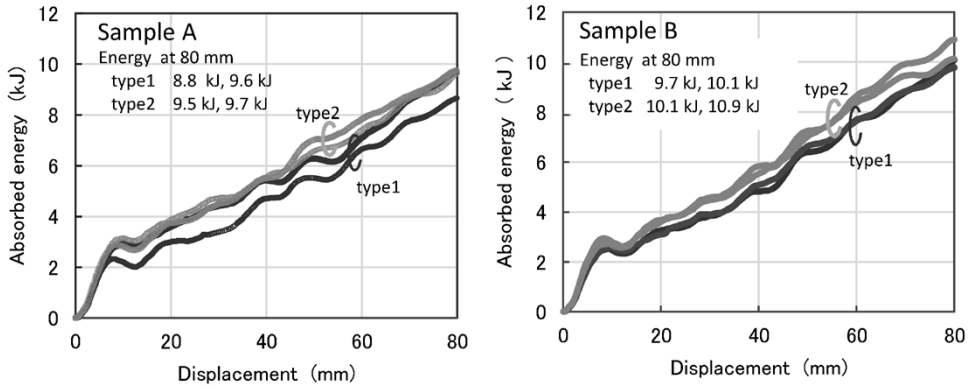 Sample A
Energy at 80 mm
type1 8.8 kJ, 9.6 kJ
type2 9.5 kJ, 9.7 kJ
type2
type1
12
10
8
6
4
2
0
0 20 40 60 80
Absorbed energy (kJ)
Displacement (mm)
Sample B
Energy at 80 mm
type1 9.7 kJ, 10.1 kJ
type2 10.1 kJ, 10.9 kJ
type2
type1
12
10
8
6
4
2
0
0 20 40 60 80
Absorbed energy ( kJ)
Displacement (mm)